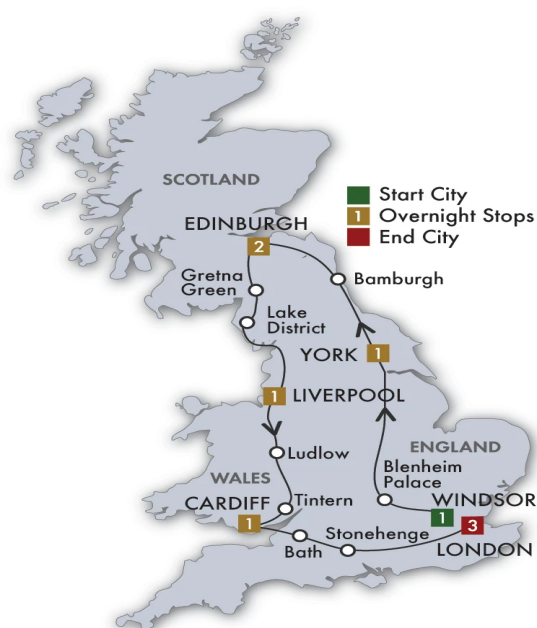 SCOTLAND
Start City
1 Overnight Stops
End City
EDINBURGH
2
Gretna
Green
Bamburgh
Lake
District
YORK 1
1 LIVERPOOL
Ludlow
ENGLAND
WALES
Blenheim
Palace
Tintern
CARDIFF
1
WINDSOR
1
3
Stonehenge
Bath
LONDON